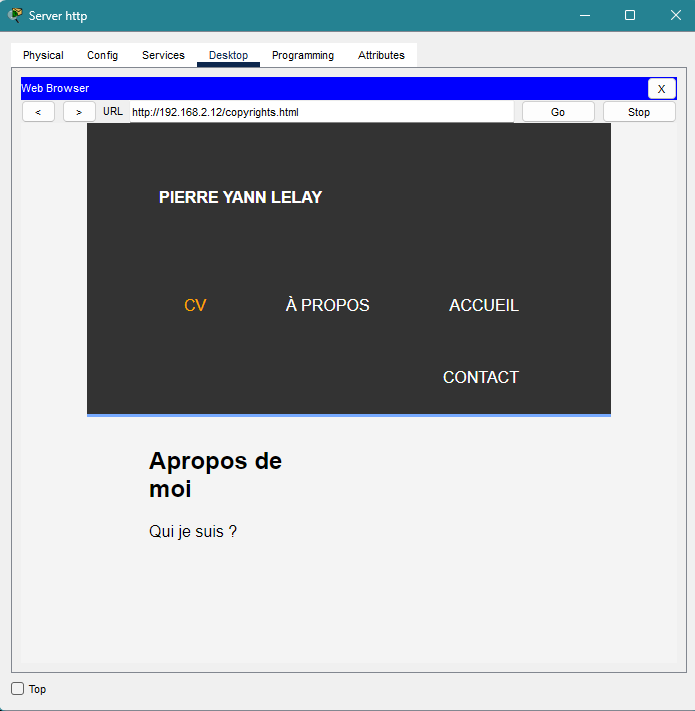 Server http
Physical Config Services Desktop Programming Attributes
Web Browser X
< > URL http://192.168.2.12/copyrights.html Go Stop
PIERRE YANN LELAY
CV À PROPOS ACCUEIL
CONTACT
Apropos de
moi
Qui je suis ?
Top